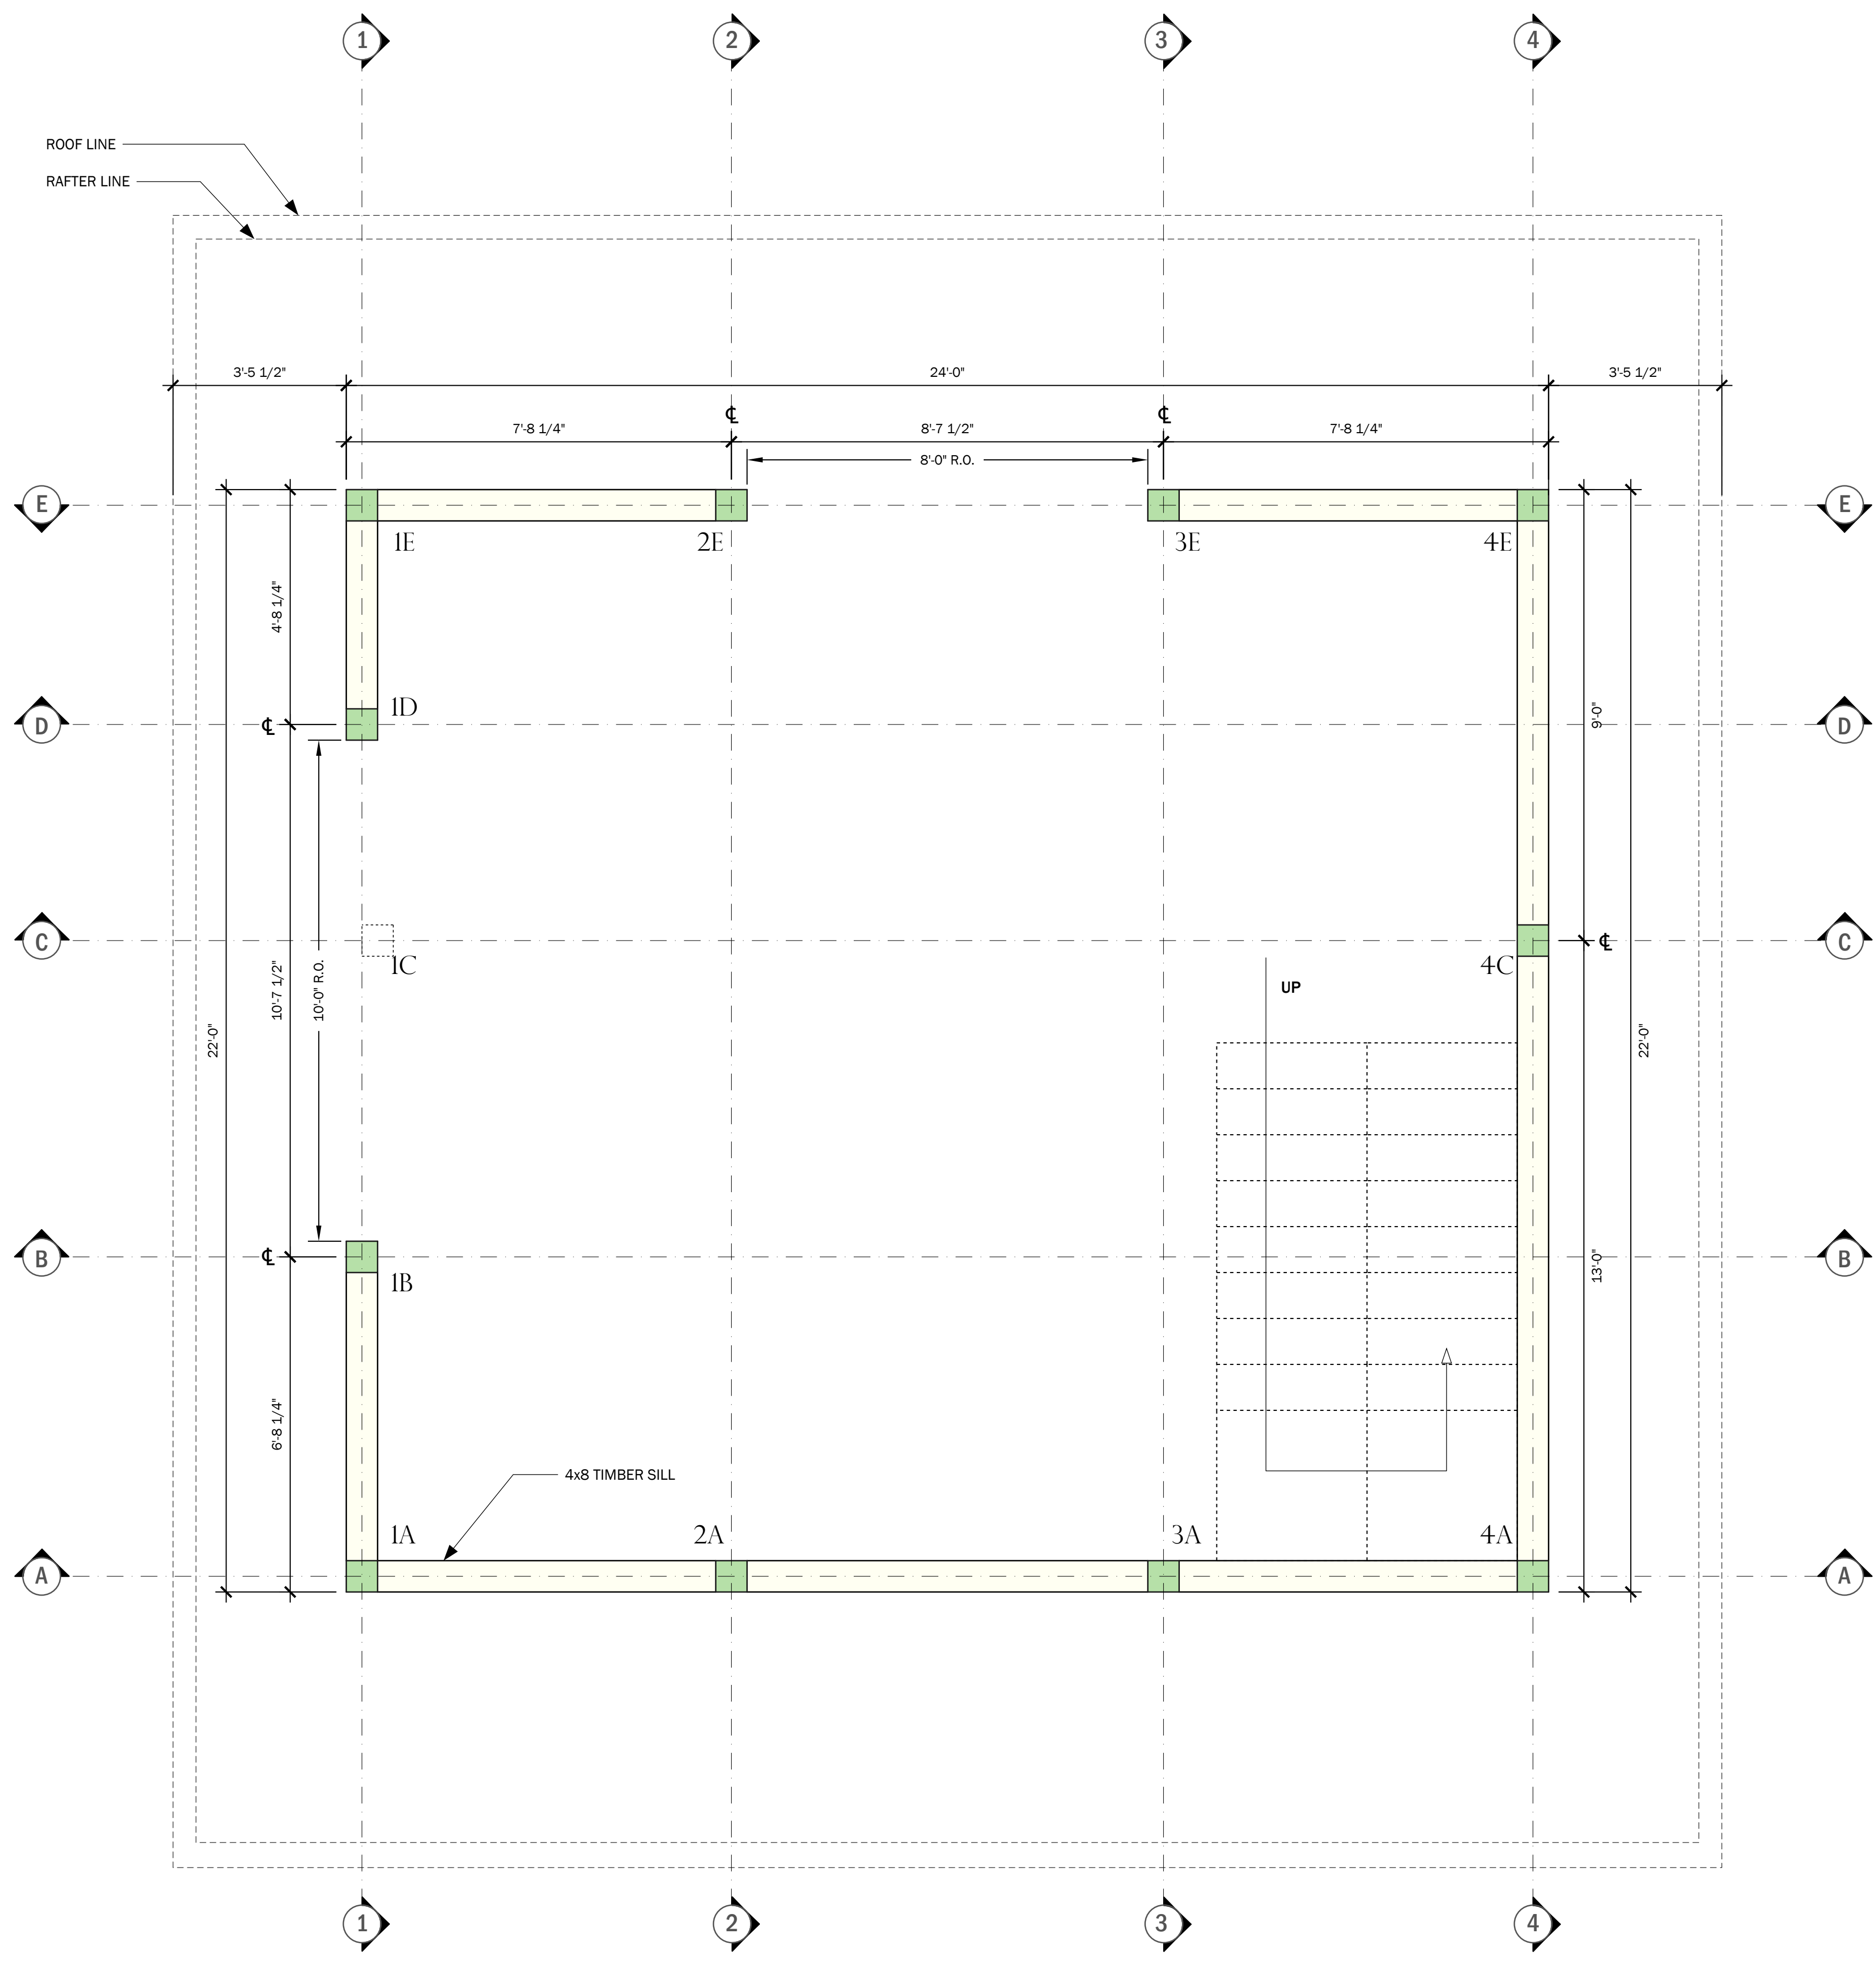 1 2 3 4
ROOF LINE
RAFTER LINE
3'-5 1/2" 24'-0" 3'-5 1/2"
℄ ℄
7'-8 1/4" 8'-7 1/2" 7'-8 1/4"
8'-0" R.O.
E E
1E 2E 3E 4E
4'-8 1/4"
1D
9'-0"
D ℄ D
C ℄ C
1C 4C
UP
10'-7 1/2"
10'-0" R.O.
22'-0" 22'-0"
B ℄ B
13'-0"
1B
6'-8 1/4"
4x8 TIMBER SILL
1A 2A 3A 4A
A A
1 2 3 4